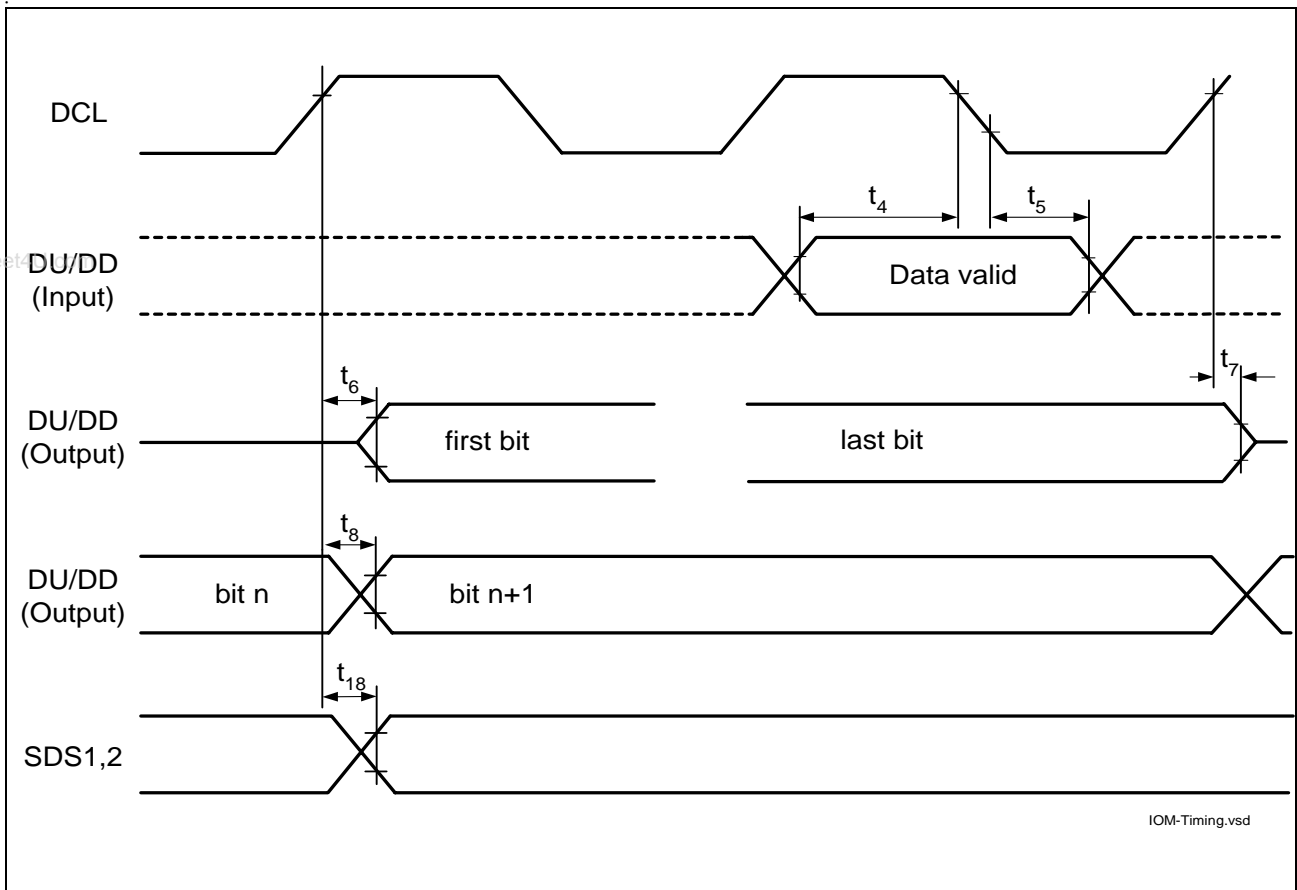 DCL
t4
t5
DU/DD
(Input)
Data valid
t6
t7
DU/DD
(Output)
first bit
last bit
t8
DU/DD
(Output)
bit n
bit n+1
t18
SDS1,2
IOM-Timing.vsd